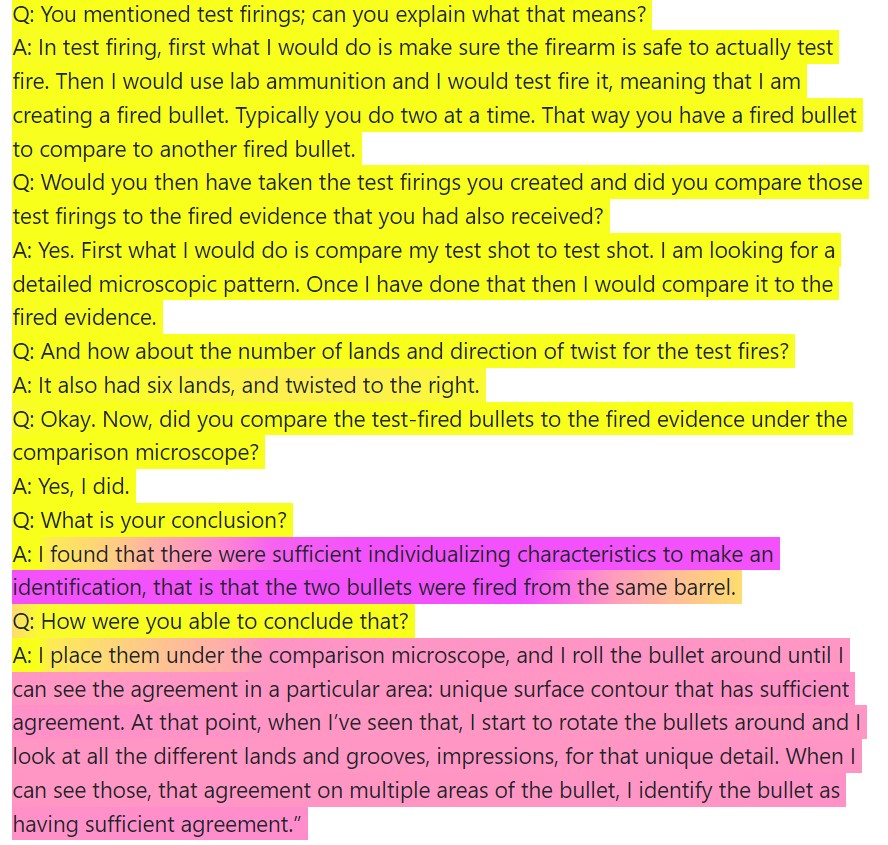 Q: You mentioned test firings; can you explain what that means?
A: In test firing, first what I would do is make sure the firearm is safe to actually test
fire. Then I would use lab ammunition and I would test fire it, meaning that I am
creating a fired bullet. Typically you do two at a time. That way you have a fired bullet
to compare to another fired bullet.
Q: Would you then have taken the test firings you created and did you compare those
test firings to the fired evidence that you had also received?
A: Yes. First what I would do is compare my test shot to test shot. I am looking for a
detailed microscopic pattern. Once I have done that then I would compare it to the
fired evidence.
Q: And how about the number of lands and direction of twist for the test fires?
A: It also had six lands, and twisted to the right.
Q: Okay. Now, did you compare the test-fired bullets to the fired evidence under the
comparison microscope?
A: Yes, I did.
Q: What is your conclusion?
A: I found that there were sufficient individualizing characteristics to make an
identification, that is that the two bullets were fired from the same barrel.
Q: How were you able to conclude that?
A: I place them under the comparison microscope, and I roll the bullet around until I
can see the agreement in a particular area: unique surface contour that has sufficient
agreement. At that point, when I’ve seen that, I start to rotate the bullets around and I
look at all the different lands and grooves, impressions, for that unique detail. When I
can see those, that agreement on multiple areas of the bullet, I identify the bullet as
having sufficient agreement.”